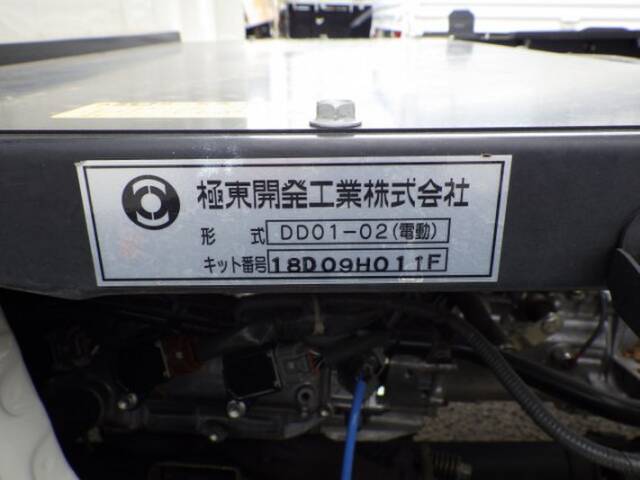 極東開発工業株式会社
形 式 DD01-02(電動)
キット番号 18D09H011F